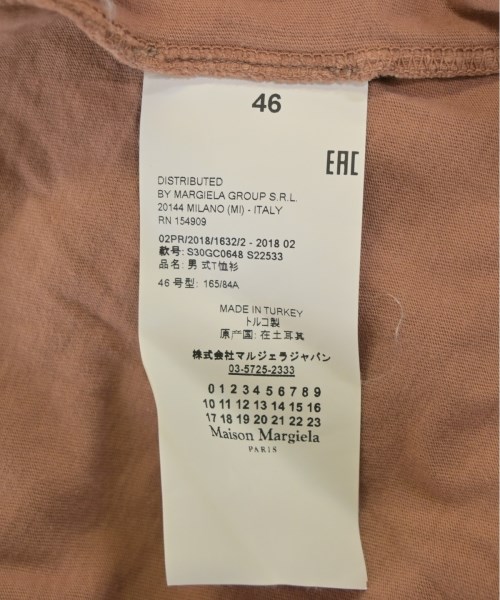 46
EAC
DISTRIBUTED
BY MARGIELA GROUP S.R.L.
20144 MILANO (MI) - ITALY
RN 154909
02PR/2018/1632/2 - 2018 02
款号: S30GC0648 S22533
品名: 男 式T恤衫
46 号型: 165/84A
MADE IN TURKEY
トルコ製
原产国: 在土耳其
株式会社マルジェラジャパン
03-5725-2333
0 1 2 3 4 5 6 7 8 9
10 11 12 13 14 15 16
17 18 19 20 21 22 23
Maison Margiela
PARIS